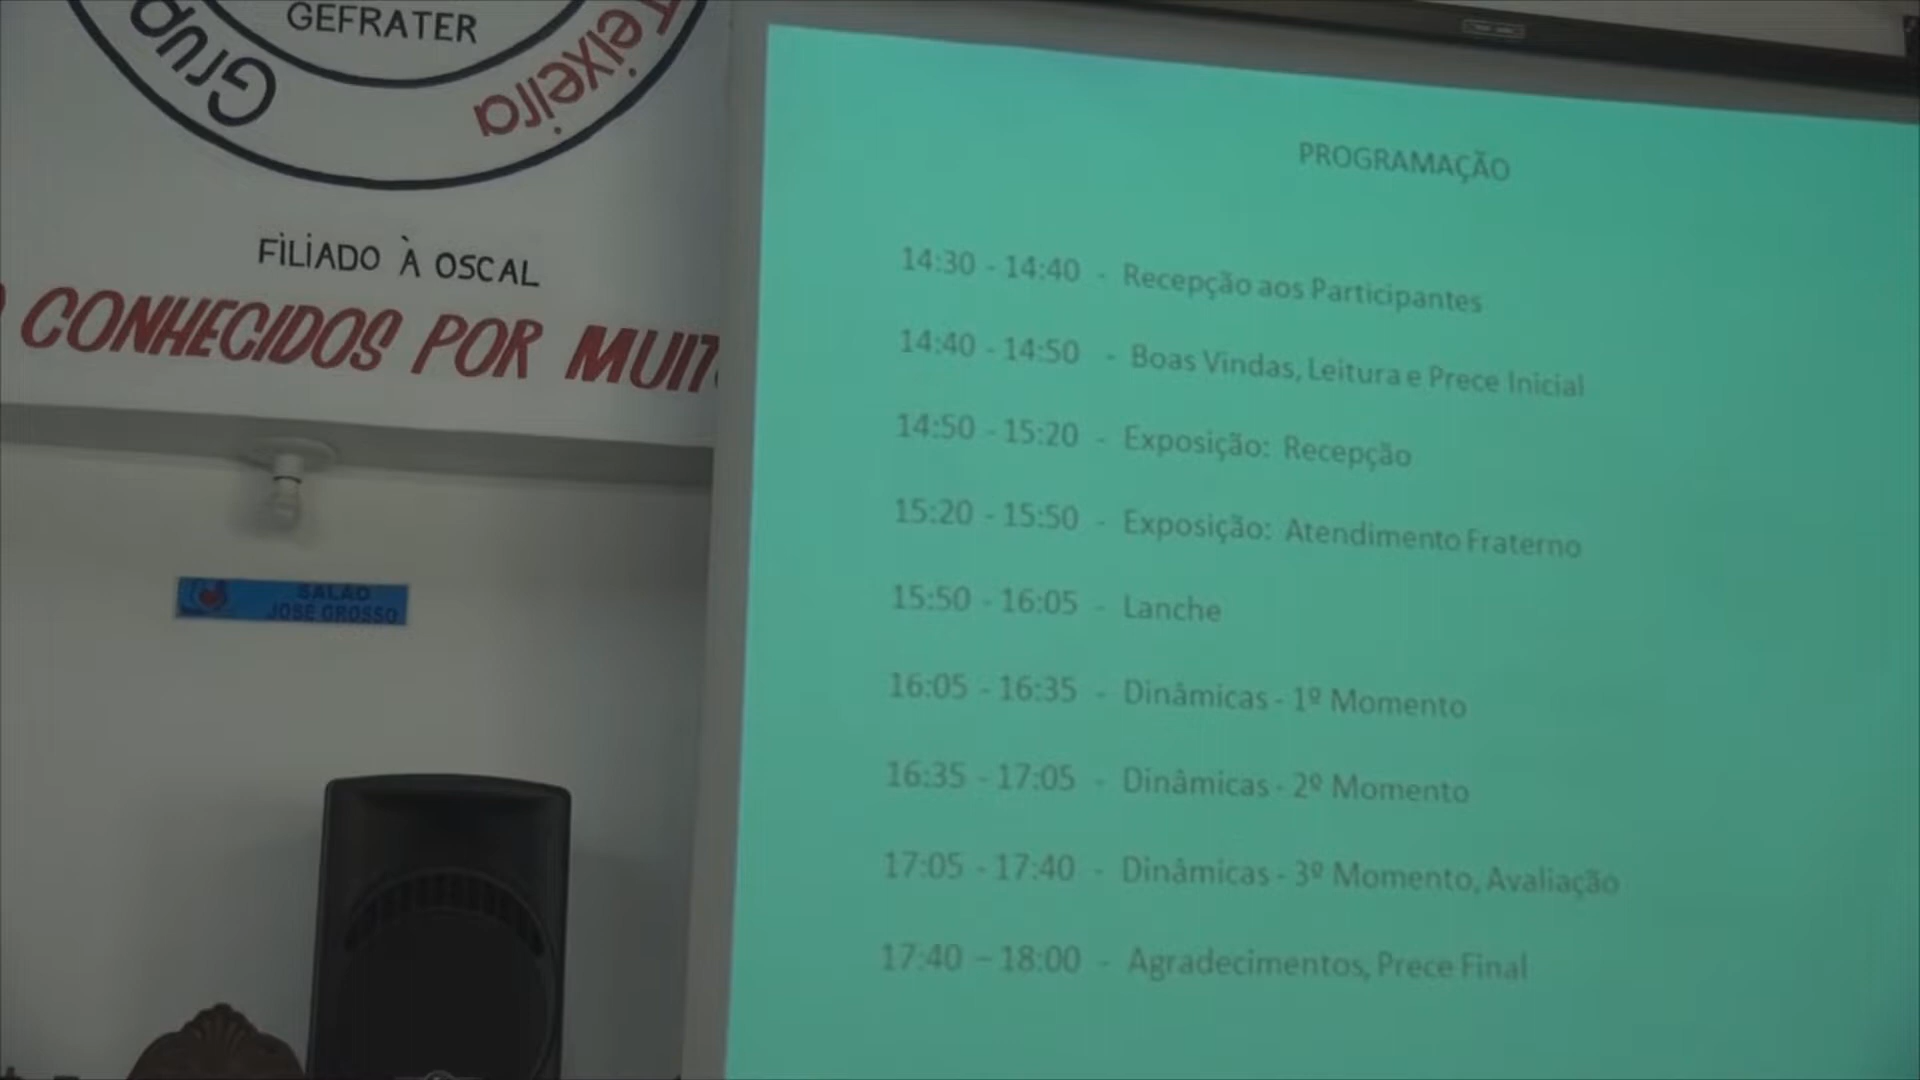 GEFRATER
Grup
Teixeira
FILIADO À OSCAL
CONHECIDOS POR MUIT
SALÃO
JOSÉ GROSSO
PROGRAMAÇÃO
14:30 - 14:40 - Recepção aos Participantes
14:40 - 14:50 - Boas Vindas, Leitura e Prece Inicial
14:50 - 15:20 - Exposição: Recepção
15:20 - 15:50 - Exposição: Atendimento Fraterno
15:50 - 16:05 - Lanche
16:05 - 16:35 - Dinâmicas - 1º Momento
16:35 - 17:05 - Dinâmicas - 2º Momento
17:05 - 17:40 - Dinâmicas - 3º Momento, Avaliação
17:40 – 18:00 - Agradecimentos, Prece Final